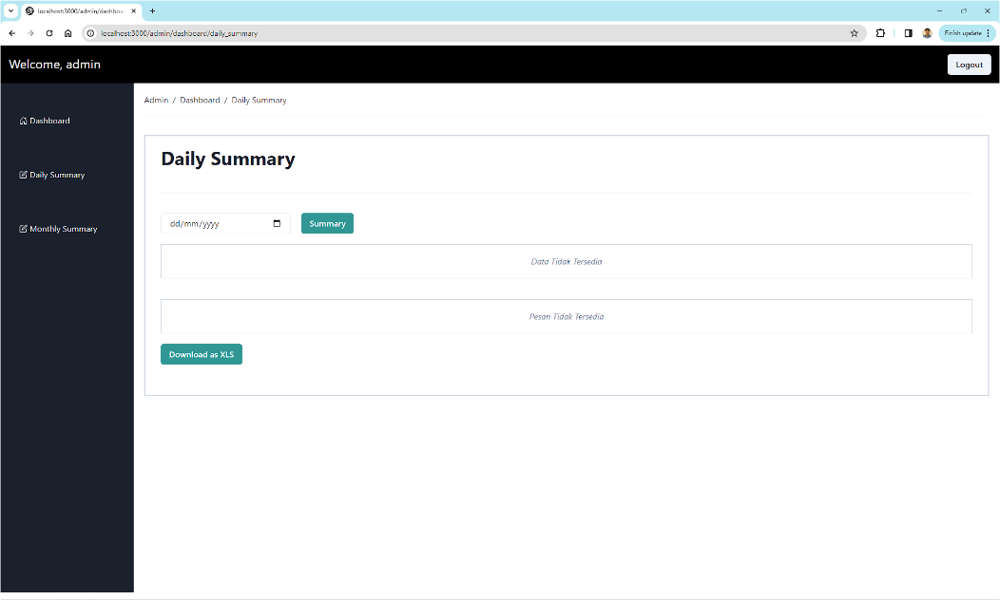 localhost:3000/admin/dashboa
localhost:3000/admin/dashboard/daily_summary
Finish update
Welcome, admin
Logout
Admin / Dashboard / Daily Summary
Dashboard
Daily Summary
Monthly Summary
Daily Summary
dd/mm/yyyy
Summary
Data Tidak Tersedia
Pesan Tidak Tersedia
Download as XLS